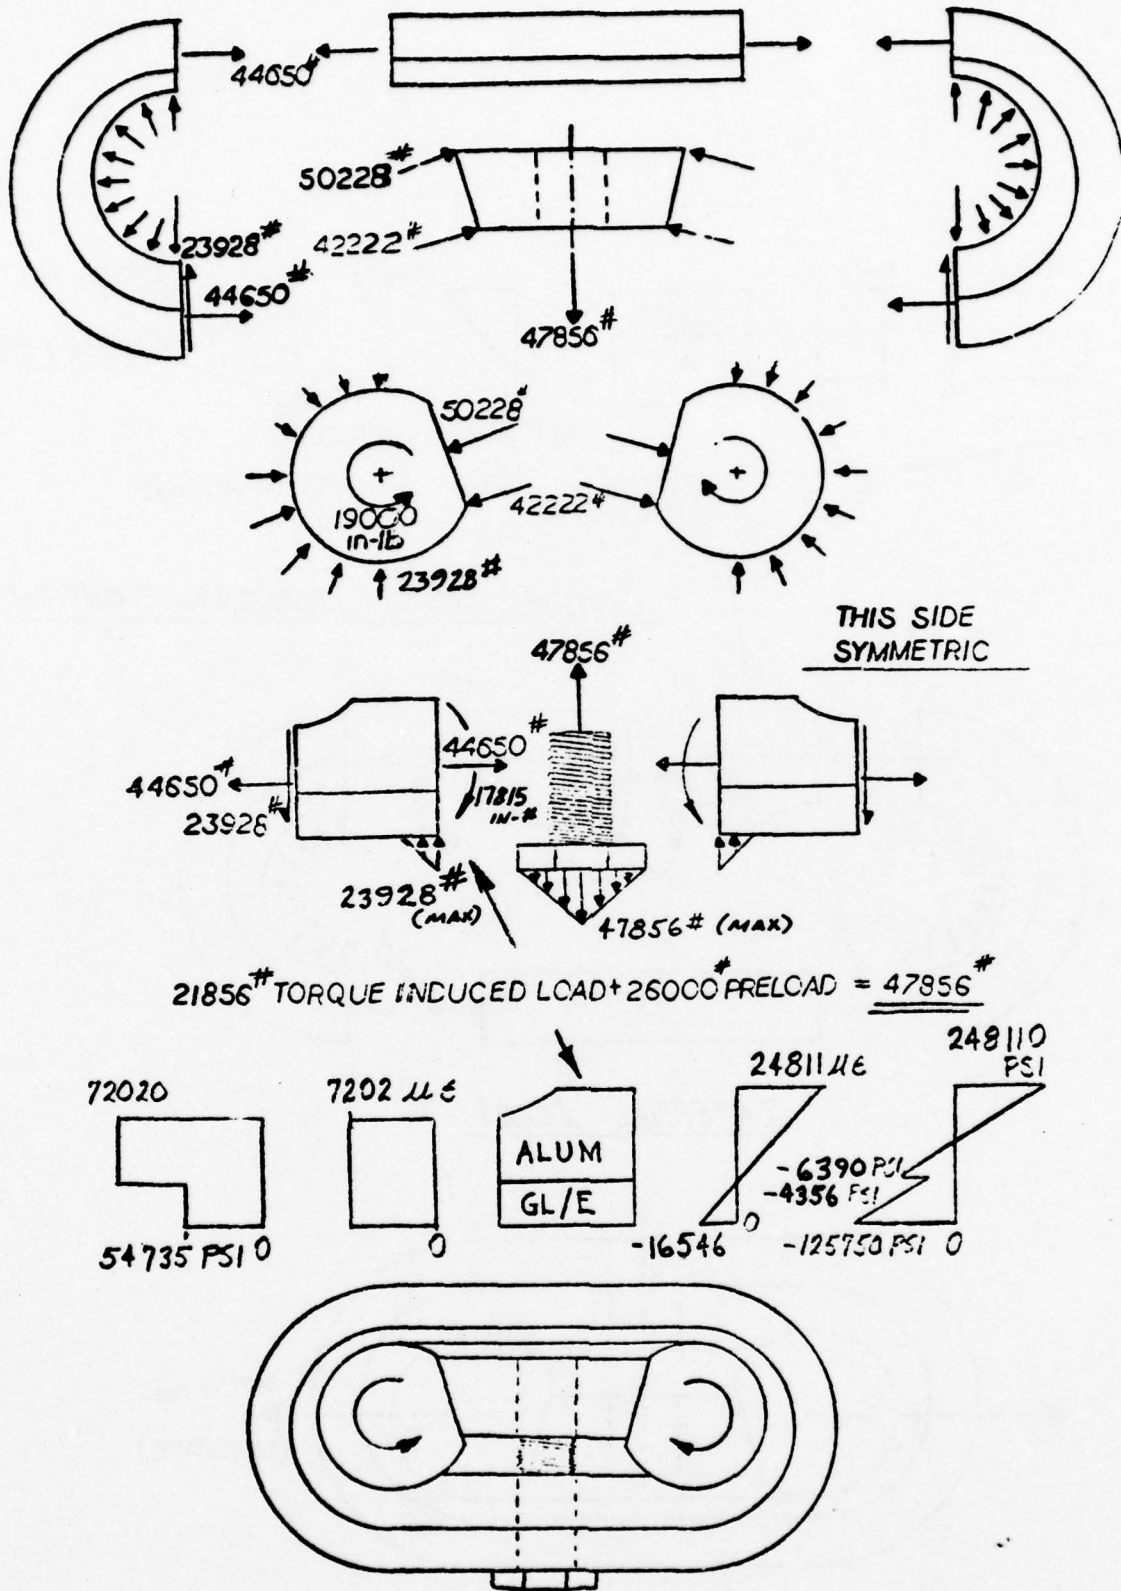 44650#
50228#
42222#
23928#
44650#
47856#
50228#
19000
in-lb
42222#
23928#
THIS SIDE
SYMMETRIC
47856#
44650#
44650#
23928#
17815
IN-#
23928#
(MAX)
47856# (MAX)
21856# TORQUE INDUCED LOAD + 26000# PRELOAD = 47856#
72020
7202 με
24811 με
248110
PSI
ALUM
GL/E
-6390 PSI
-4356 PSI
54735 PSI 0
0
-16546
0
-125750 PSI 0